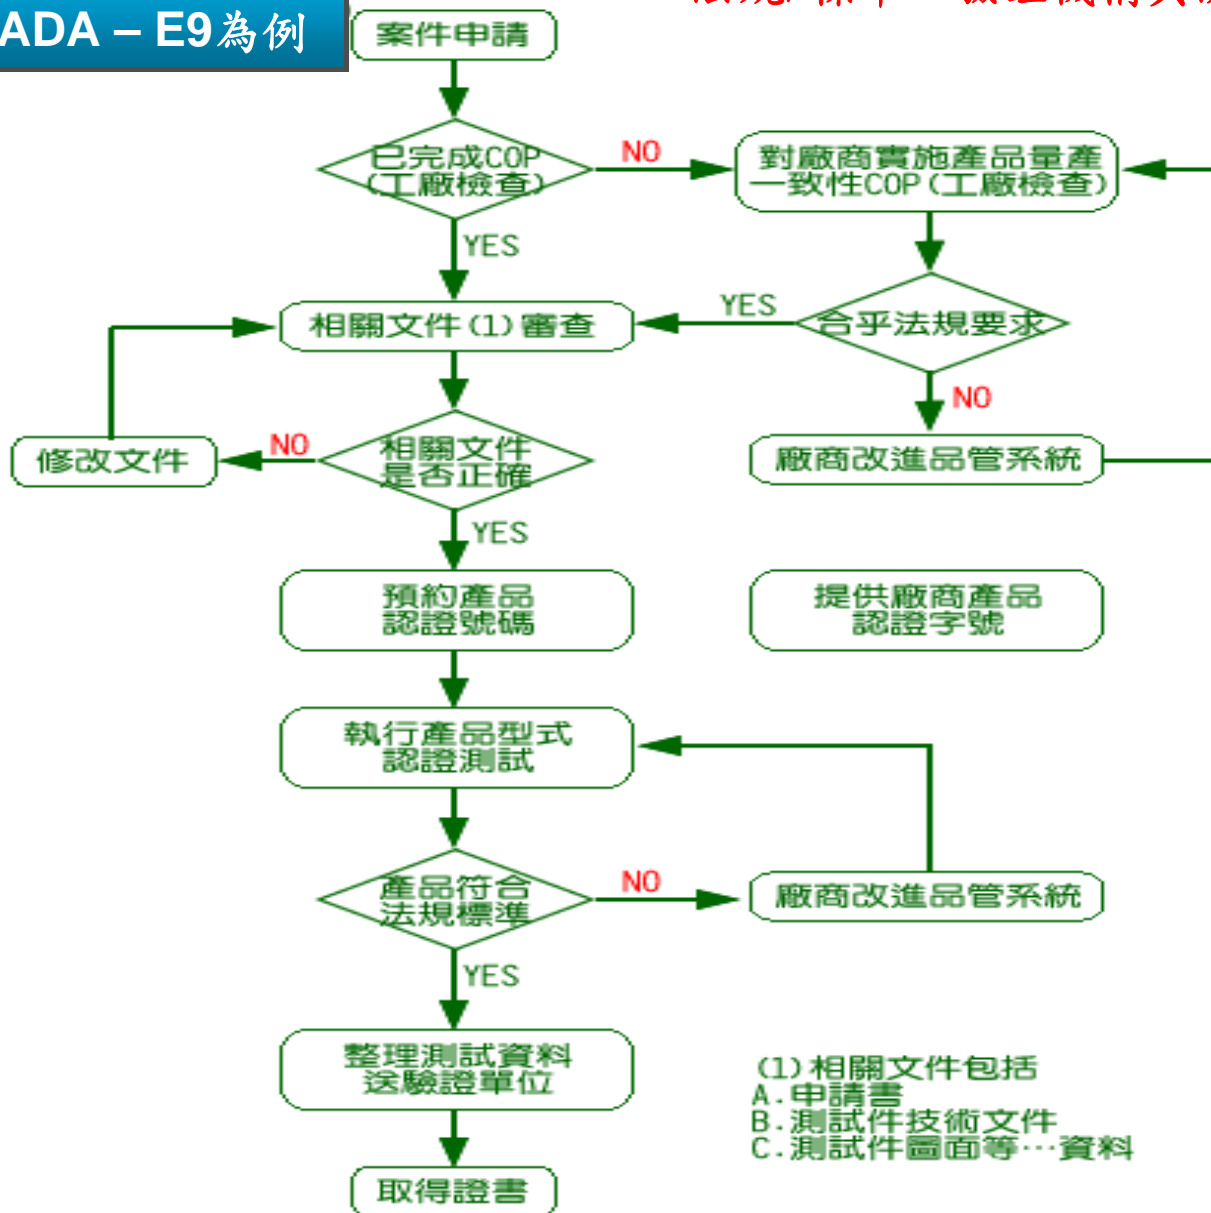 ADA – E9為例
案件申請
已完成COP
(工廠檢查)
NO
對廠商實施產品量產
一致性COP(工廠檢查)
YES
相關文件(1)審查
YES
合乎法規要求
NO
修改文件
NO
相關文件
是否正確
廠商改進品管系統
YES
預約產品
認證號碼
提供廠商產品
認證字號
執行產品型式
認證測試
產品符合
法規標準
NO
廠商改進品管系統
YES
整理測試資料
送驗證單位
(1)相關文件包括
A.申請書
B.測試件技術文件
C.測試件圖面等…資料
取得證書